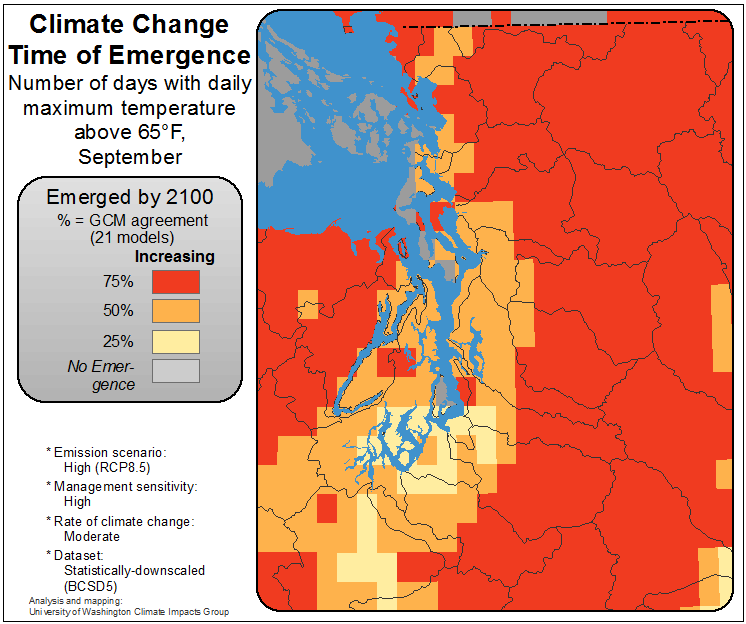 Climate Change
Time of Emergence
Number of days with daily
maximum temperature
above 65°F,
September
Emerged by 2100
% = GCM agreement
(21 models)
Increasing
75%
50%
25%
No Emer-
gence
* Emission scenario:
High (RCP8.5)
* Management sensitivity:
High
* Rate of climate change:
Moderate
* Dataset:
Statistically-downscaled
(BCSD5)
Analysis and mapping:
University of Washington Climate Impacts Group